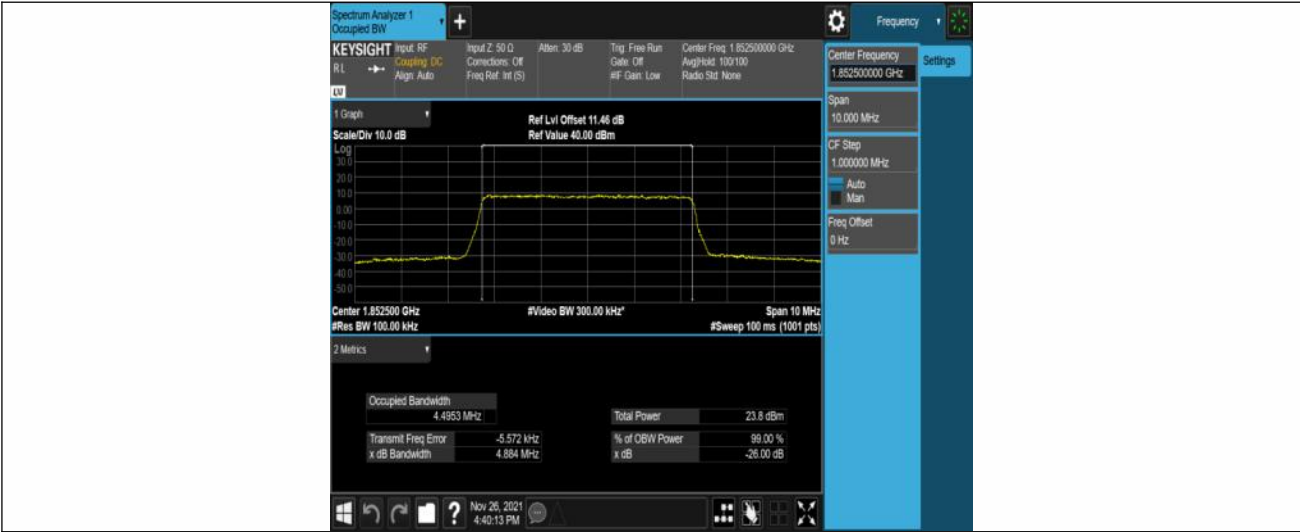 Spectrum Analyzer 1
Occupied BW
+
Frequency
KEYSIGHT
RL
Input: RF
Coupling: DC
Align: Auto
Input Z: 50 Ω
Corrections: Off
Freq Ref: Int (S)
Atten: 30 dB
Trig: Free Run
Gate: Off
#IF Gain: Low
Center Freq: 1.852500000 GHz
Avg|Hold: 100/100
Radio Std: None
Center Frequency
1.852500000 GHz
Settings
Span
10.000 MHz
CF Step
1.000000 MHz
Auto
Man
Freq Offset
0 Hz
1 Graph
Ref Lvl Offset 11.46 dB
Scale/Div 10.0 dB
Ref Value 40.00 dBm
Log
30.0
20.0
10.0
0.00
-10.0
-20.0
-30.0
-40.0
-50.0
Center 1.852500 GHz
#Video BW 300.00 kHz*
Span 10 MHz
#Res BW 100.00 kHz
#Sweep 100 ms (1001 pts)
2 Metrics
Occupied Bandwidth
4.4953 MHz
Total Power
23.8 dBm
Transmit Freq Error
-5.572 kHz
% of OBW Power
99.00 %
x dB Bandwidth
4.884 MHz
x dB
-26.00 dB
?
Nov 26, 2021
4:40:13 PM